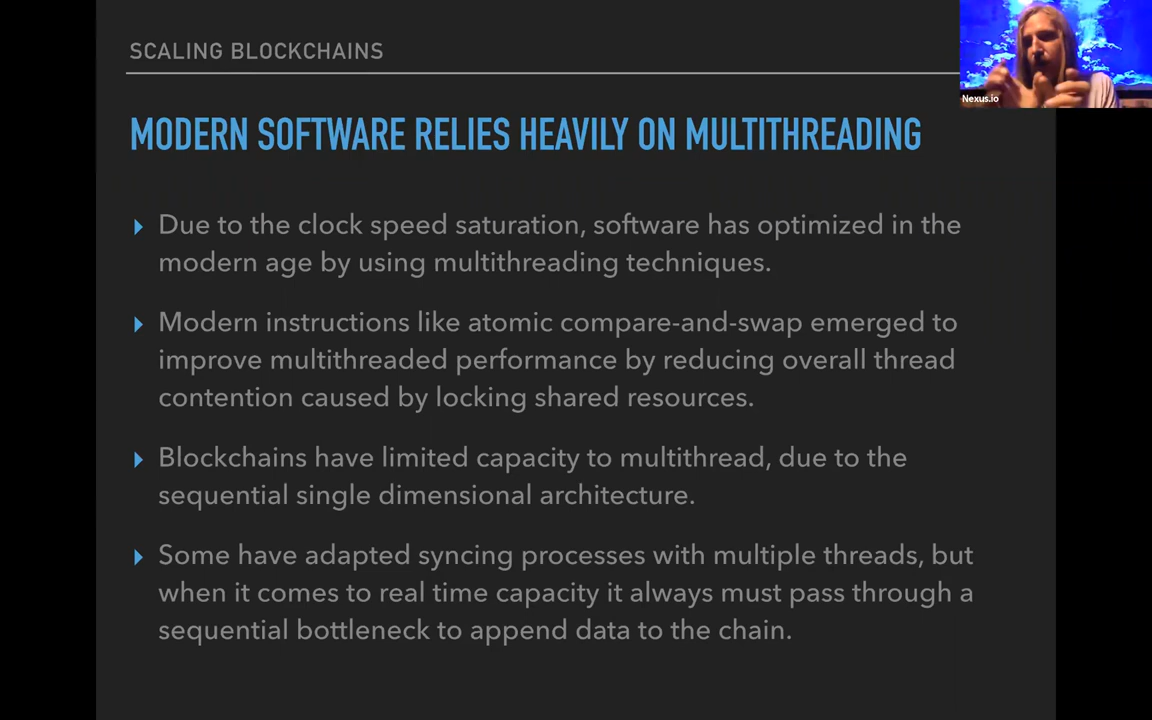 SCALING BLOCKCHAINS
Nexus.io
MODERN SOFTWARE RELIES HEAVILY ON MULTITHREADING
Due to the clock speed saturation, software has optimized in the
modern age by using multithreading techniques.
Modern instructions like atomic compare-and-swap emerged to
improve multithreaded performance by reducing overall thread
contention caused by locking shared resources.
Blockchains have limited capacity to multithread, due to the
sequential single dimensional architecture.
Some have adapted syncing processes with multiple threads, but
when it comes to real time capacity it always must pass through a
sequential bottleneck to append data to the chain.